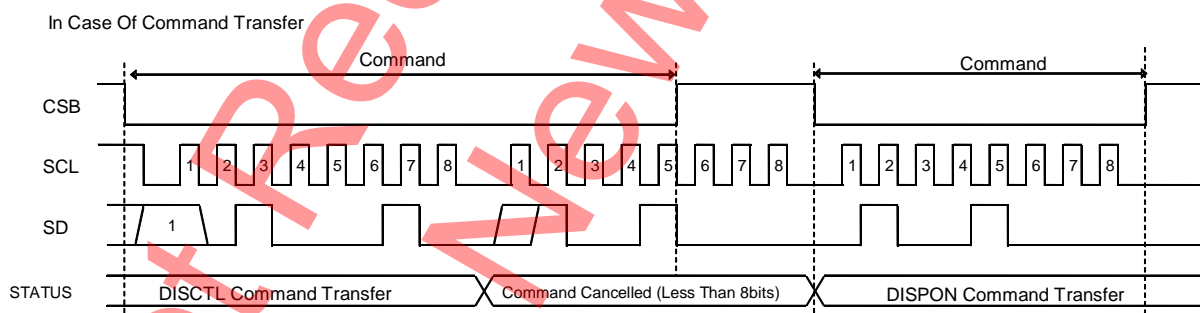 In Case Of Command Transfer
Command Command
CSB
SCL 1 2 3 4 5 6 7 8 1 2 3 4 5 6 7 8 1 2 3 4 5 6 7 8
SD 1
STATUS DISCTL Command Transfer Command Cancelled (Less Than 8bits) DISPON Command Transfer
New